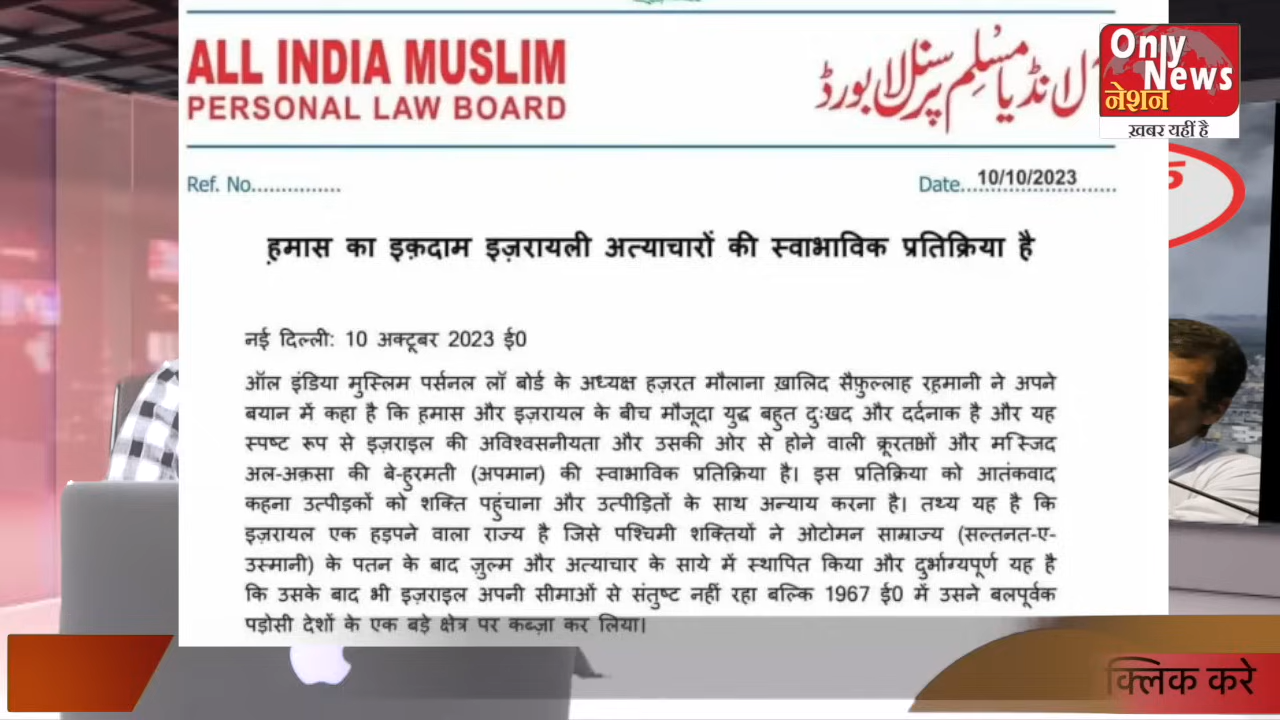 ALL INDIA MUSLIM
PERSONAL LAW BOARD
لانڈیا مسلم پرسنل لا بورڈ
Only
News
नेशन
ख़बर यहीं है
Ref. No...............
Date....10/10/2023......
ह़मास का इक़दाम इज़रायली अत्याचारों की स्वाभाविक प्रतिक्रिया है
नई दिल्ली: 10 अक्टूबर 2023 ई0
ऑल इंडिया मुस्लिम पर्सनल लॉ बोर्ड के अध्यक्ष हज़रत मौलाना ख़ालिद सैफ़ुल्लाह रह़मानी ने अपने
बयान में कहा है कि ह़मास और इज़रायल के बीच मौजूदा युद्ध बहुत दुःखद और दर्दनाक है और यह
स्पष्ट रूप से इज़राइल की अविश्वसनीयता और उसकी ओर से होने वाली क्रूरताओं और मस्जिद
अल-अक़सा की बे-हुरमती (अपमान) की स्वाभाविक प्रतिक्रिया है। इस प्रतिक्रिया को आतंकवाद
कहना उत्पीड़कों को शक्ति पहुंचाना और उत्पीड़ितों के साथ अन्याय करना है। तथ्य यह है कि
इज़रायल एक हड़पने वाला राज्य है जिसे पश्चिमी शक्तियों ने ओटोमन साम्राज्य (सल्तनत-ए-
उस्मानी) के पतन के बाद ज़ुल्म और अत्याचार के साये में स्थापित किया और दुर्भाग्यपूर्ण यह है
कि उसके बाद भी इज़राइल अपनी सीमाओं से संतुष्ट नहीं रहा बल्कि 1967 ई0 में उसने बलपूर्वक
पड़ोसी देशों के एक बड़े क्षेत्र पर कब्ज़ा कर लिया।
क्लिक करे